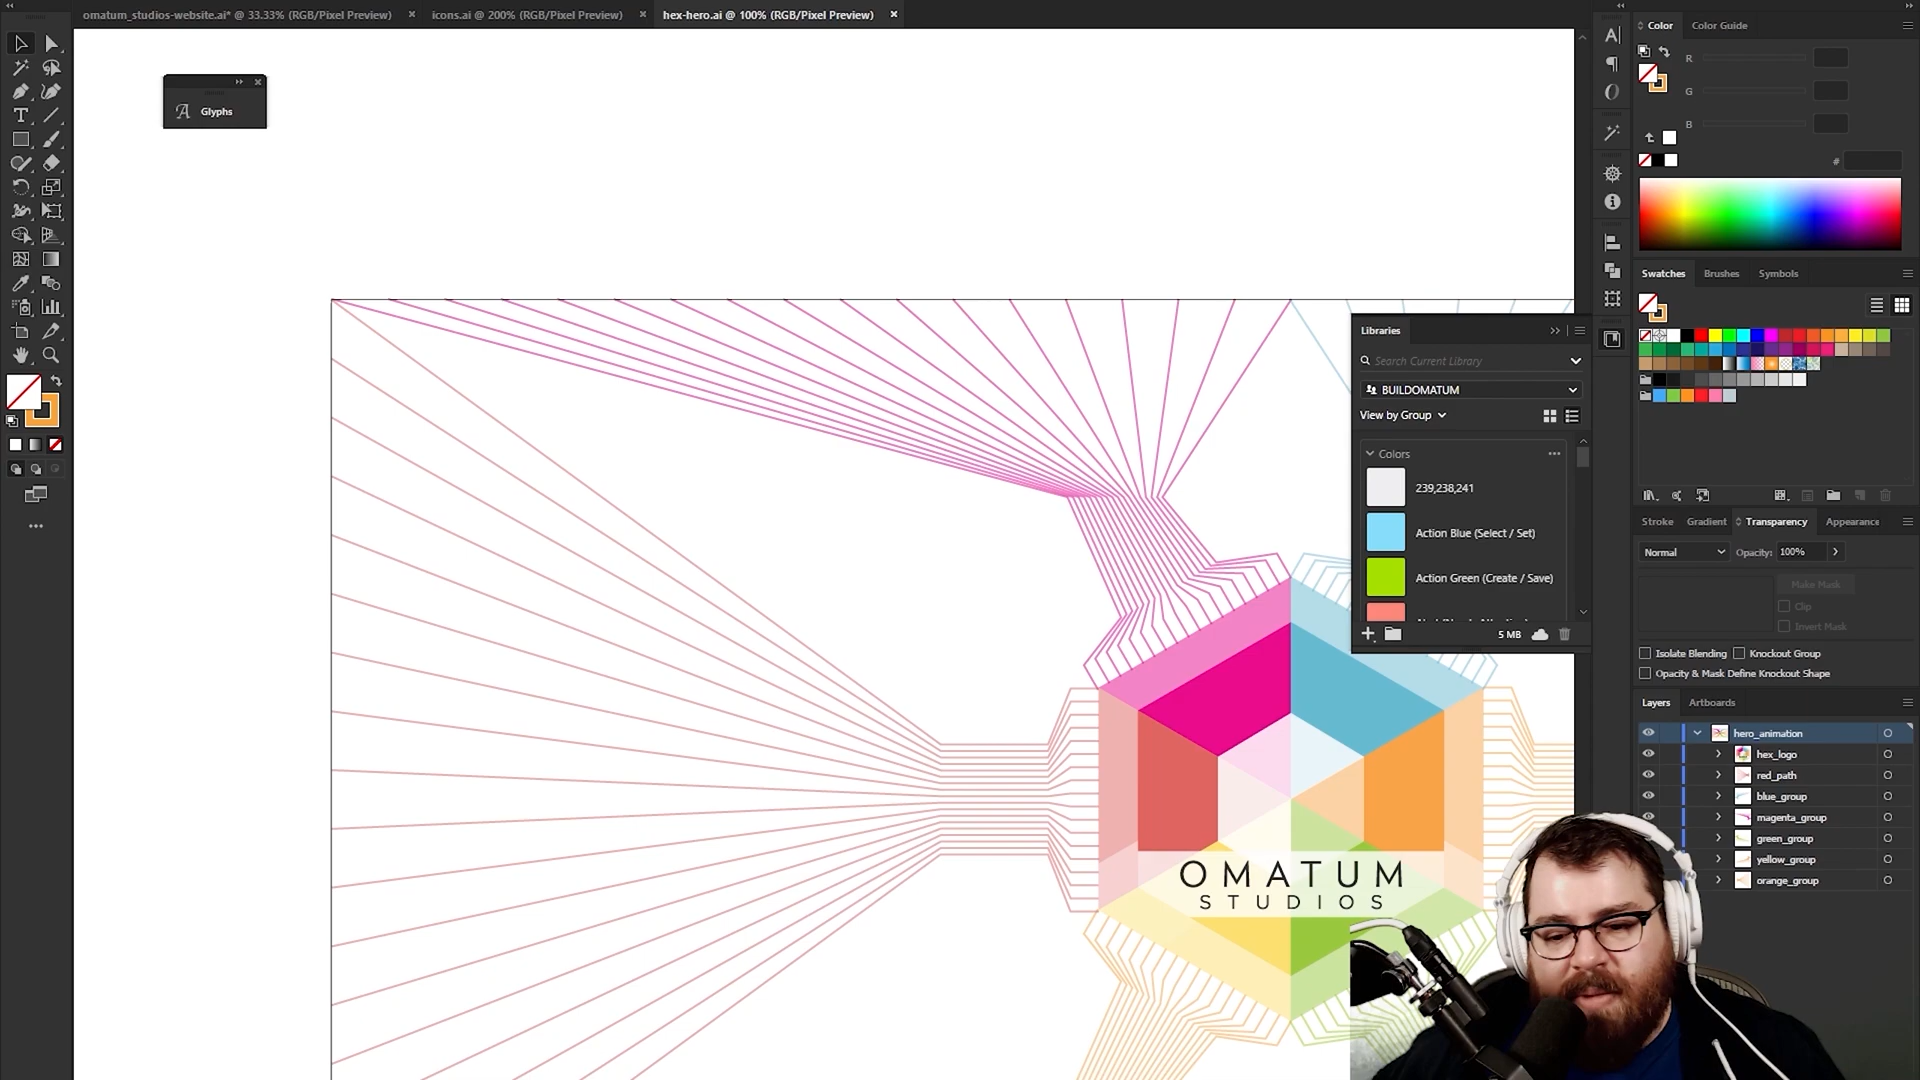 omatum_studios-website.ai* @ 33.33% (RGB/Pixel Preview)
icons.ai @ 200% (RGB/Pixel Preview)
hex-hero.ai @ 100% (RGB/Pixel Preview)
Glyphs
Color
Color Guide
R
G
B
#
Swatches
Brushes
Symbols
Libraries
Search Current Library
BUILDOMATUM
View by Group
Colors
239,238,241
Action Blue (Select / Set)
Action Green (Create / Save)
5 MB
Stroke
Gradient
Transparency
Appearance
Normal
Opacity:
100%
Make Mask
Clip
Invert Mask
Isolate Blending
Knockout Group
Opacity & Mask Define Knockout Shape
Layers
Artboards
hero_animation
hex_logo
red_path
blue_group
magenta_group
green_group
yellow_group
orange_group
OMATUM
STUDIOS